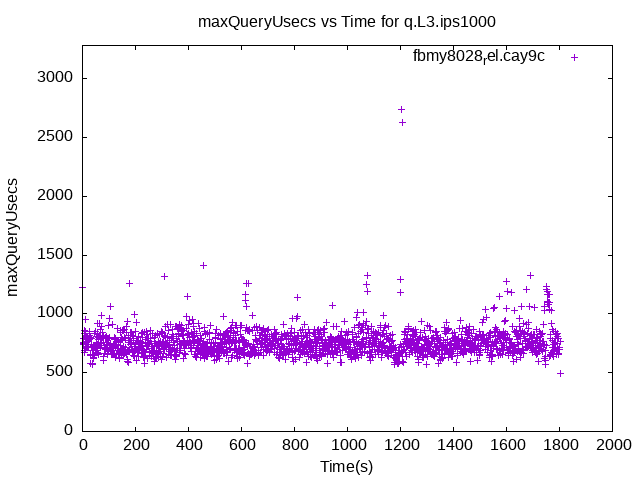 maxQueryUsecs vs Time for q.L3.ips1000
fbmy8028rel.cay9c
3000
2500
2000
1500
1000
500
0
maxQueryUsecs
0 200 400 600 800 1000 1200 1400 1600 1800 2000
Time(s)